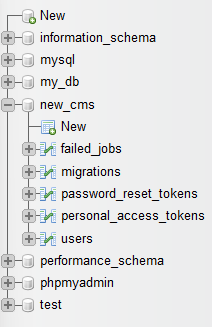 New
information_schema
mysql
my_db
new_cms
New
failed_jobs
migrations
password_reset_tokens
personal_access_tokens
users
performance_schema
phpmyadmin
test